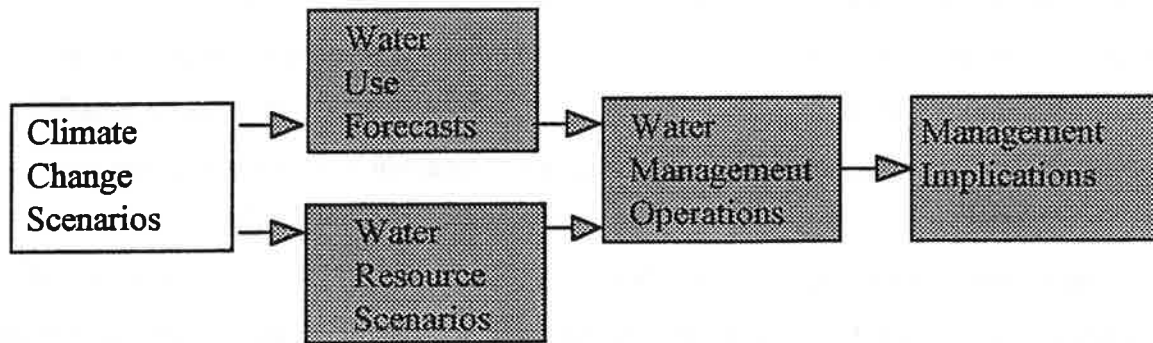 Climate
Change
Scenarios
Water
Use
Forecasts
Water
Resource
Scenarios
Water
Management
Operations
Management
Implications